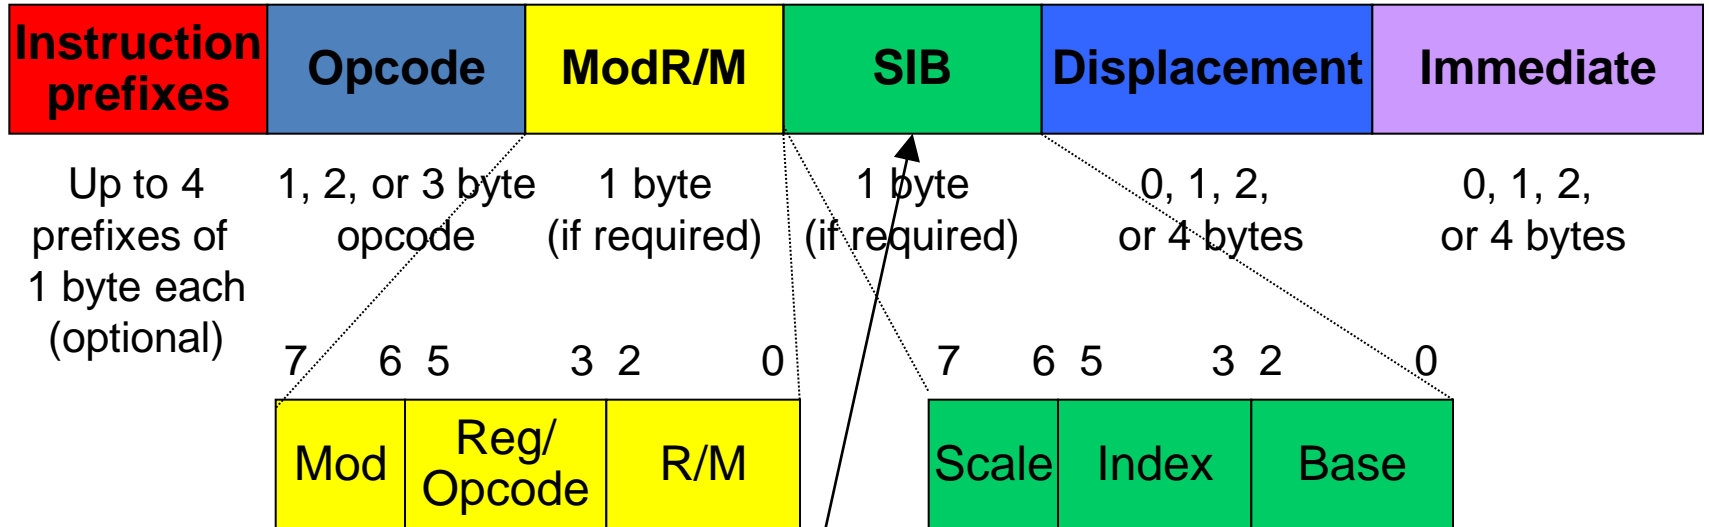 Instruction
prefixes
Opcode
ModR/M
SIB
Displacement
Immediate
Up to 4
prefixes of
1 byte each
(optional)
1, 2, or 3 byte
opcode
1 byte
(if required)
1 byte
(if required)
0, 1, 2,
or 4 bytes
0, 1, 2,
or 4 bytes
7 6 5 3 2 0
Mod
Reg/
Opcode
R/M
7 6 5 3 2 0
Scale
Index
Base